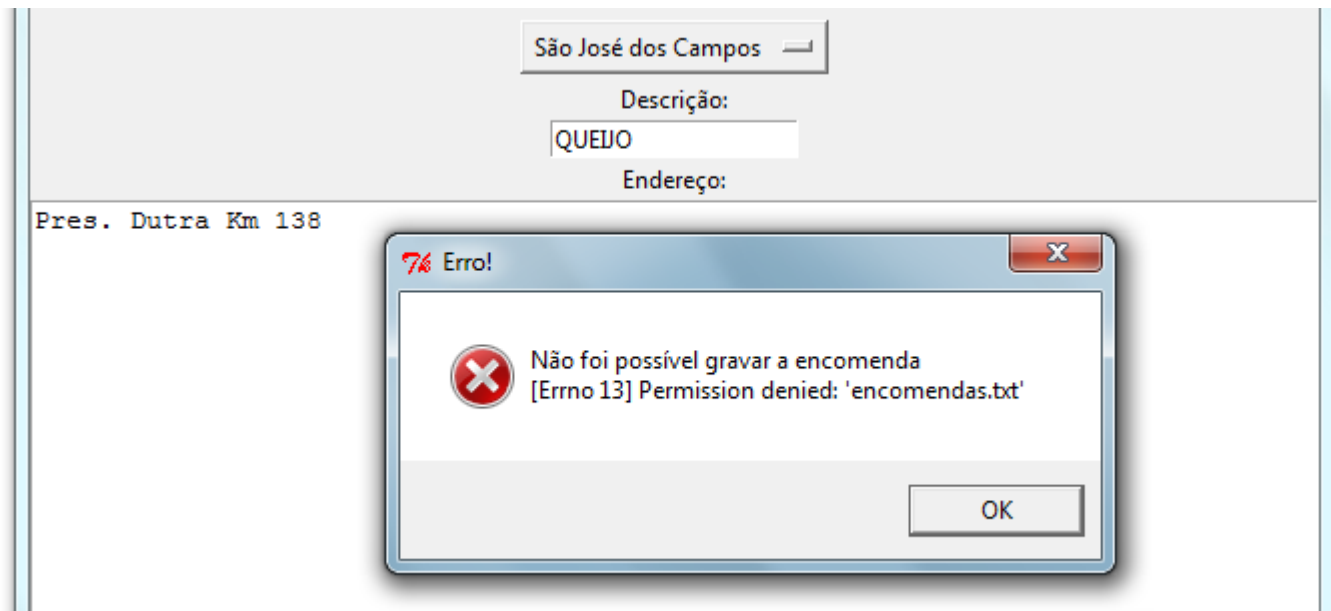 São José dos Campos
Descrição:
QUEIJO
Endereço:
Pres. Dutra Km 138
Erro!
Não foi possível gravar a encomenda
[Errno 13] Permission denied: 'encomendas.txt'
OK